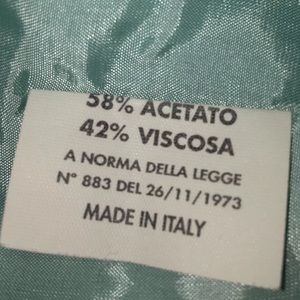 58% ACETATO
42% VISCOSA
A NORMA DELLA LEGGE
N° 883 DEL 26/11/1973
MADE IN ITALY